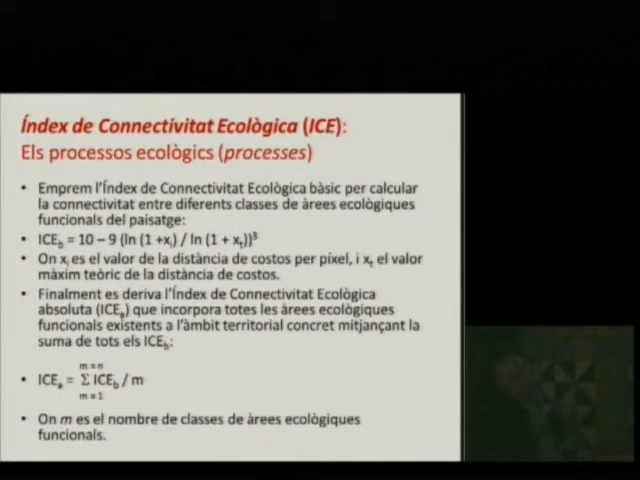 Índex de Connectivitat Ecològica (ICE):
Els processos ecològics (processes)
• Emprem l'Índex de Connectivitat Ecològica bàsic per calcular
la connectivitat entre diferents classes de àrees ecològiques
funcionals del paisatge:
• ICEb = 10 – 9 (ln (1 +xi) / ln (1 + xt))³
• On xi es el valor de la distància de costos per píxel, i xt el valor
màxim teòric de la distància de costos.
• Finalment es deriva l'Índex de Connectivitat Ecològica
absoluta (ICEa) que incorpora totes les àrees ecològiques
funcionals existents a l'àmbit territorial concret mitjançant la
suma de tots els ICEb:
m = n
• ICEa = Σ ICEb / m
m = 1
• On m es el nombre de classes de àrees ecològiques
funcionals.